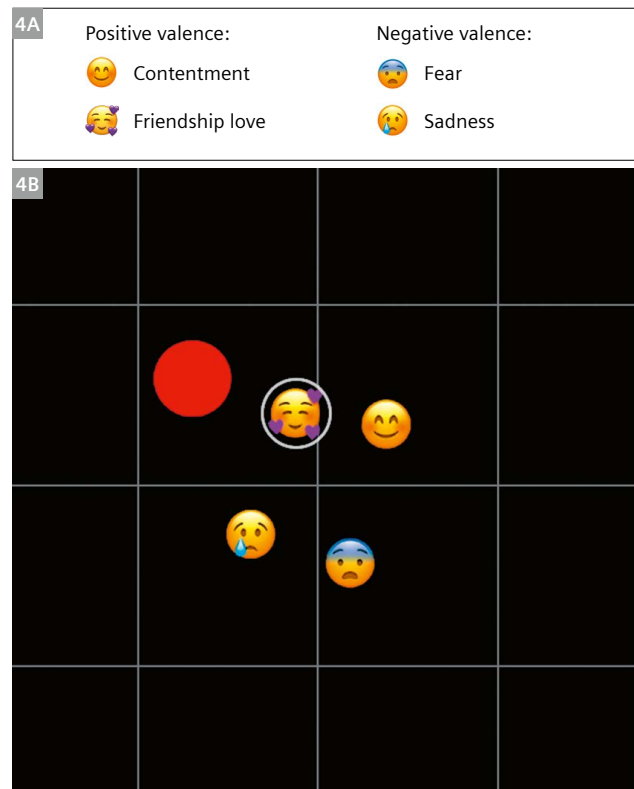 4A
Positive valence:
Negative valence:
Contentment
Fear
Friendship love
Sadness
4B